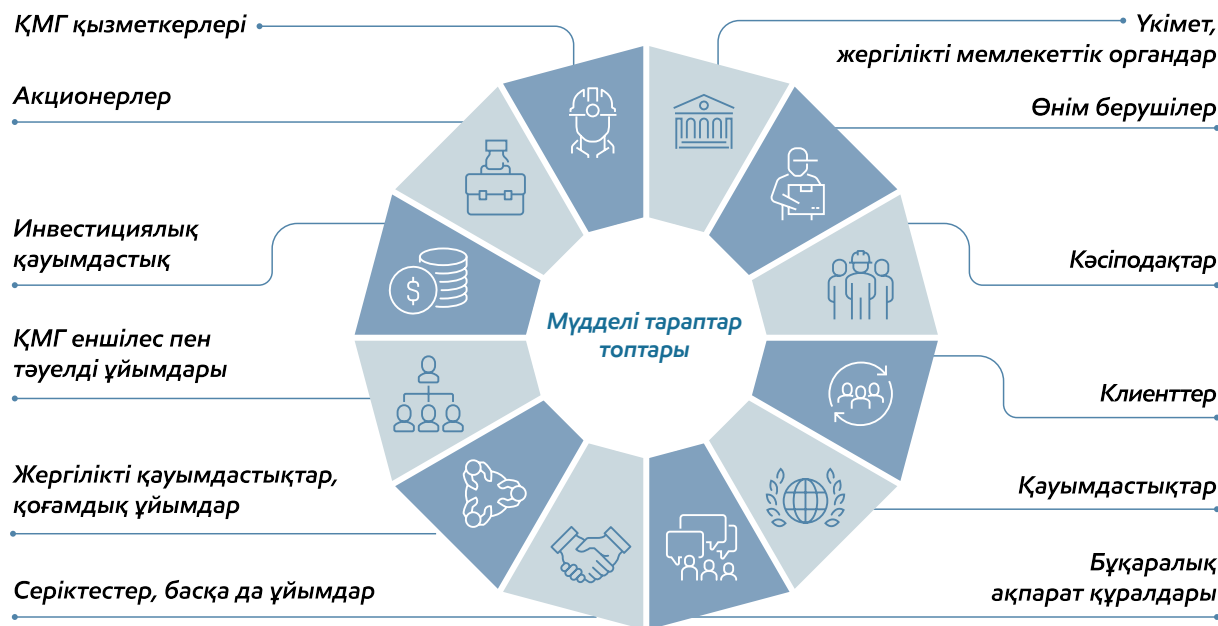 ҚМГ қызметкерлері
Акционерлер
Инвестициялық
қауымдастық
ҚМГ еншілес пен
тәуелді ұйымдары
Жергілікті қауымдастықтар,
қоғамдық ұйымдар
Серіктестер, басқа да ұйымдар
Мүдделі тараптар
топтары
Үкімет,
жергілікті мемлекеттік органдар
Өнім берушілер
Кәсіподақтар
Клиенттер
Қауымдастықтар
Бұқаралық
ақпарат құралдары